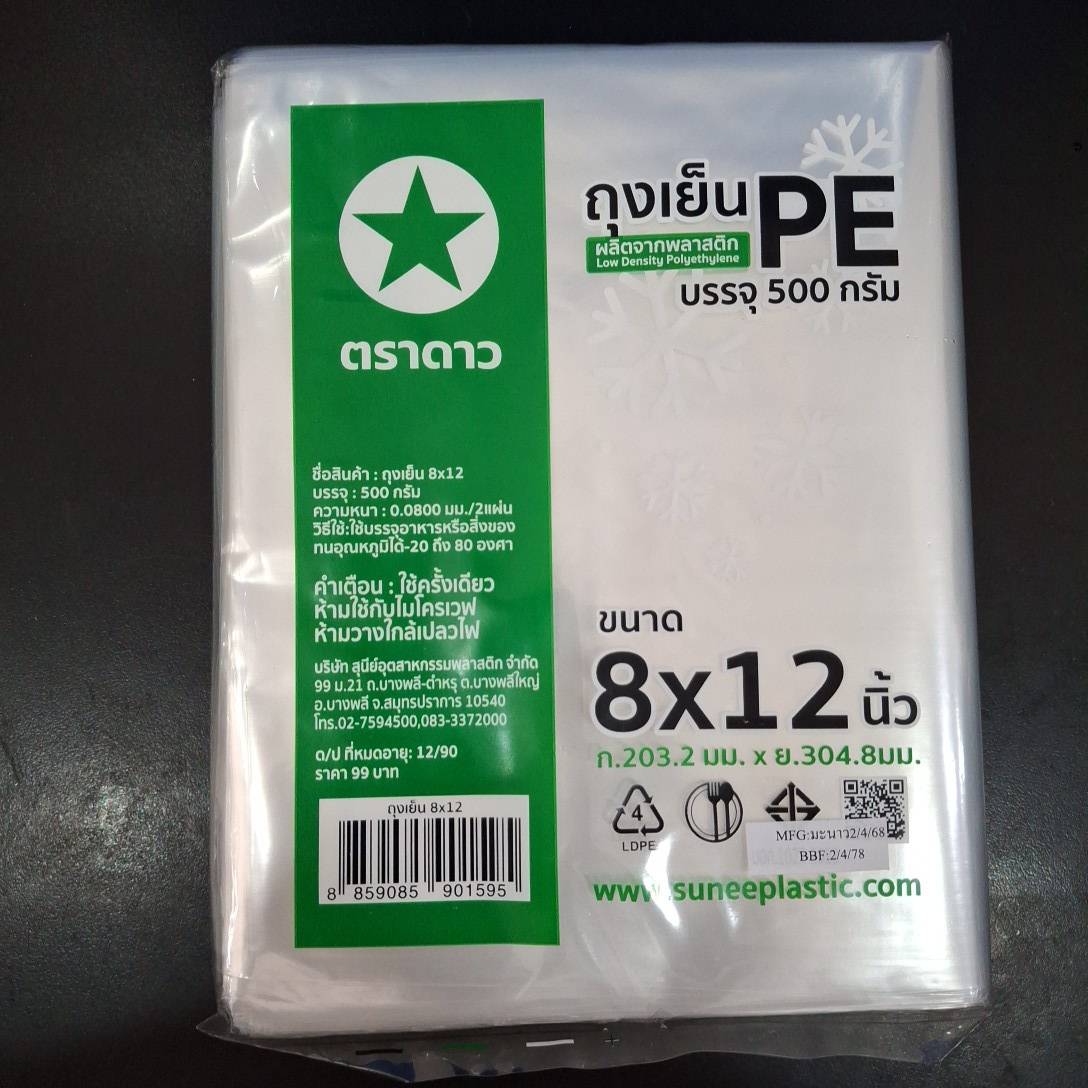 ตราดาว
ชื่อสินค้า : ถุงเย็น 8x12
บรรจุ : 500 กรัม
ความหนา : 0.0800 มม./2แผ่น
วิธีใช้:ใช้บรรจุอาหารหรือสิ่งของ
ทนอุณหภูมิได้-20 ถึง 80 องศา
คำเตือน : ใช้ครั้งเดียว
ห้ามใช้กับไมโครเวฟ
ห้ามวางใกล้เปลวไฟ
บริษัท สุนีย์อุตสาหกรรมพลาสติก จำกัด
99 ม.21 ถ.บางพลี-ตำหรุ ต.บางพลีใหญ่
อ.บางพลี จ.สมุทรปราการ 10540
โทร.02-7594500,083-3372000
ด/ป ที่หมดอายุ: 12/90
ราคา 99 บาท
ถุงเย็น 8x12
8 859085 901595
ถุงเย็น PE
ผลิตจากพลาสติก
Low Density Polyethylene
บรรจุ 500 กรัม
ขนาด
8x12 นิ้ว
ก.203.2 มม. x ย.304.8มม.
4
LDPE
MFG:มะนาว2/4/68
BBF:2/4/78
www.suneeplastic.com